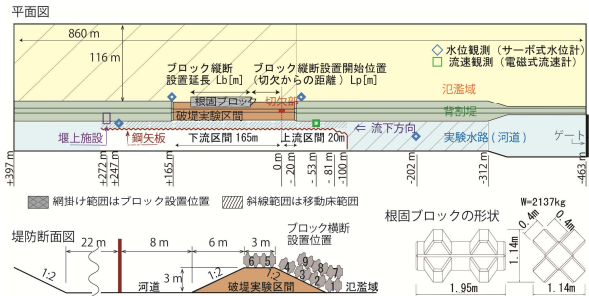 平面図
860 m
116 m
ブロック縦断
設置延長 Lb[m]
ブロック縦断設置開始位置
(切欠からの距離) Lp[m]
水位観測 (サーボ式水位計)
流速観測 (電磁式流速計)
氾濫域
根固ブロック
切欠部
破堤実験区間
背割堤
堰上施設
鋼矢板
下流区間 165m
上流区間 20m
⇐ 流下方向
実験水路 (河道)
ゲート
+397 m
+272 m
+247 m
+165 m
0 m
- 20 m
-53 m
81 m
-100 m
-202 m
-312 m
-463 m
網掛け範囲はブロック設置位置
斜線範囲は移動床範囲
堤防断面図
22 m
8 m
6 m
3 m
ブロック横断
設置位置
1:2
河道
1:2
3 m
1:2
破堤実験区間
氾濫域
6 5 4 3 2 1
9 8 7
根固ブロックの形状
W=2137kg
0.4m
0.4m
1.14m
1.95m
1.14m